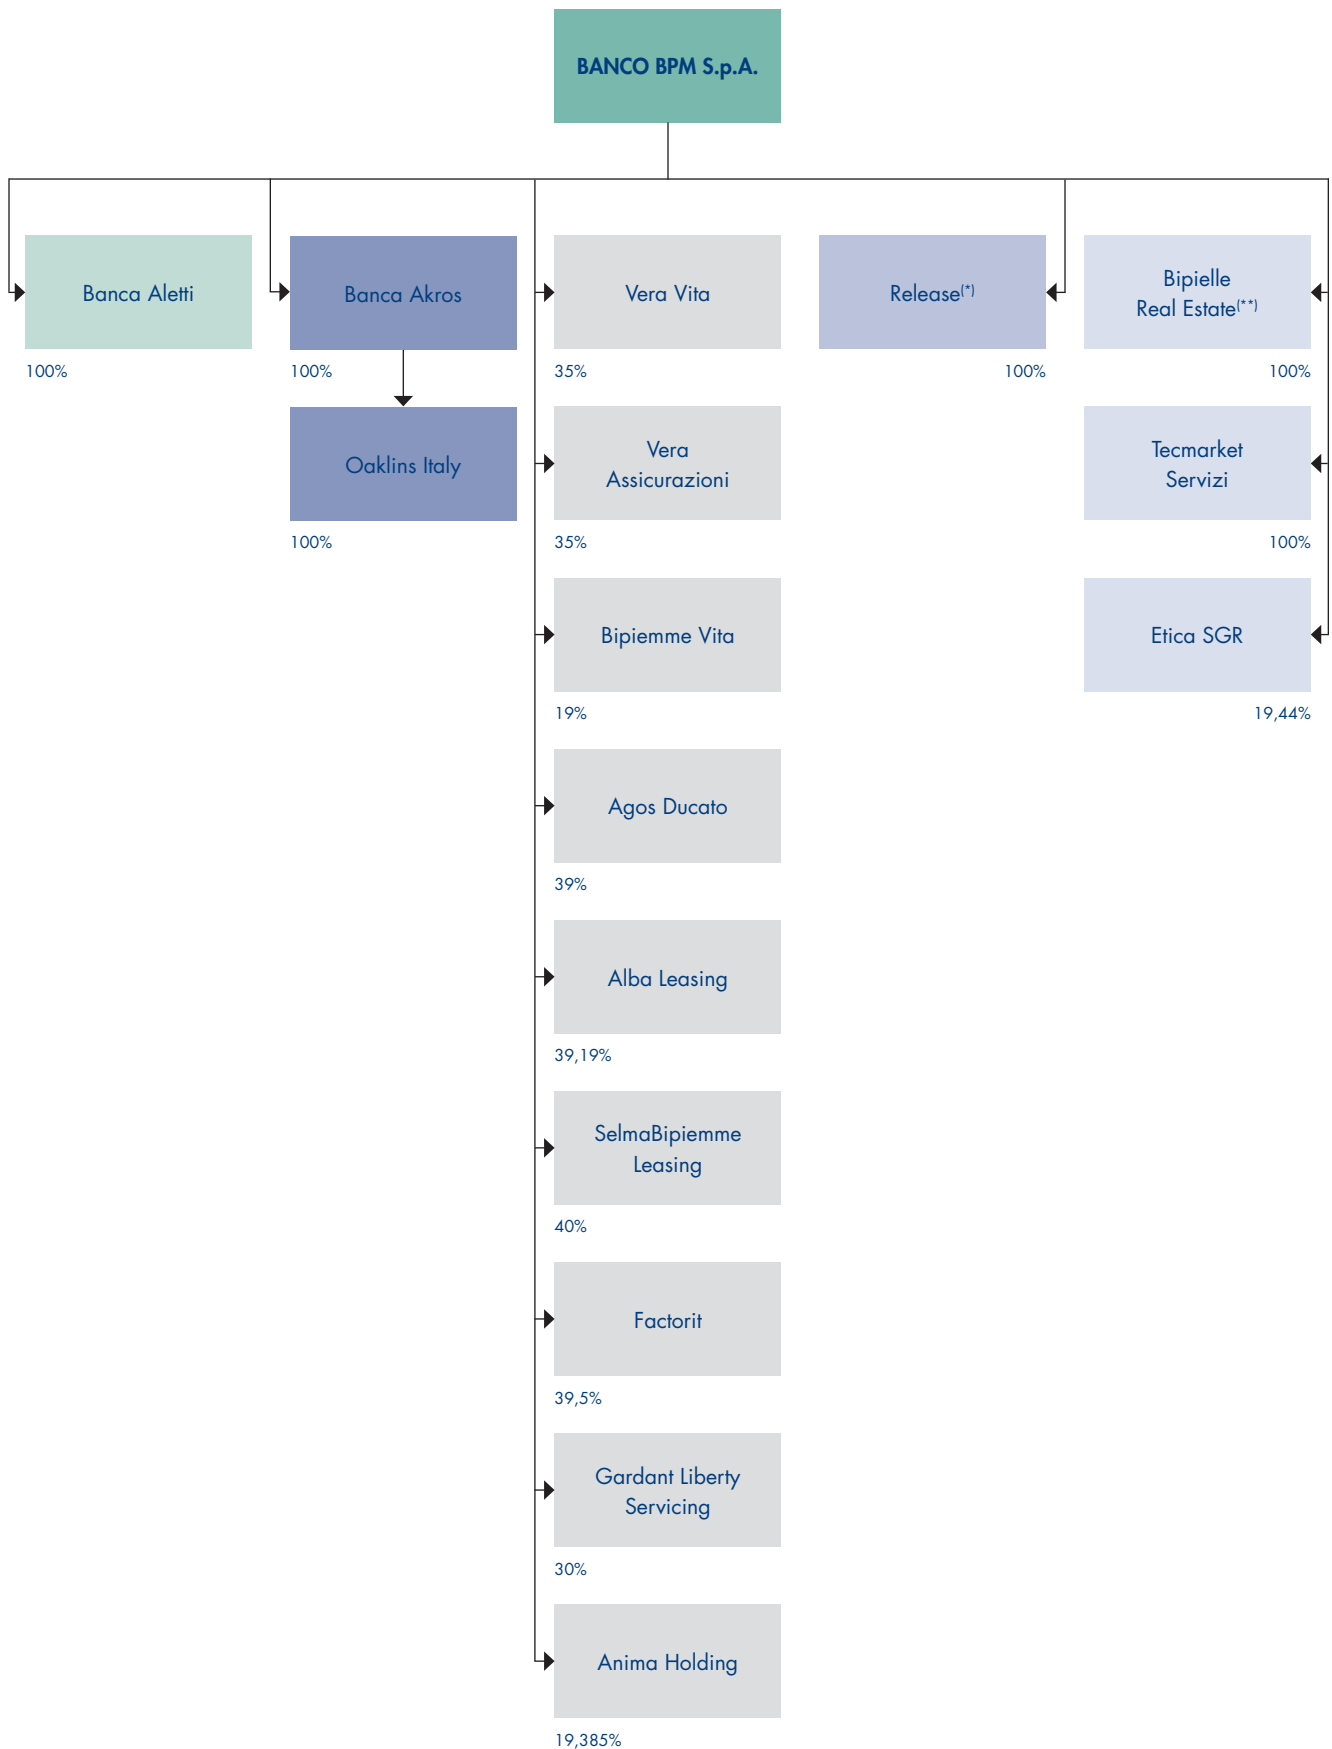 BANCO BPM S.p.A.
Banca Aletti
100%
Banca Akros
100%
Oaklins Italy
100%
Vera Vita
35%
Vera
Assicurazioni
35%
Bipiemme Vita
19%
Agos Ducato
39%
Alba Leasing
39,19%
SelmaBipiemme
Leasing
40%
Factorit
39,5%
Gardant Liberty
Servicing
30%
Anima Holding
19,385%
Release(*)
100%
Bipielle
Real Estate(**)
100%
Tecmarket
Servizi
100%
Etica SGR
19,44%